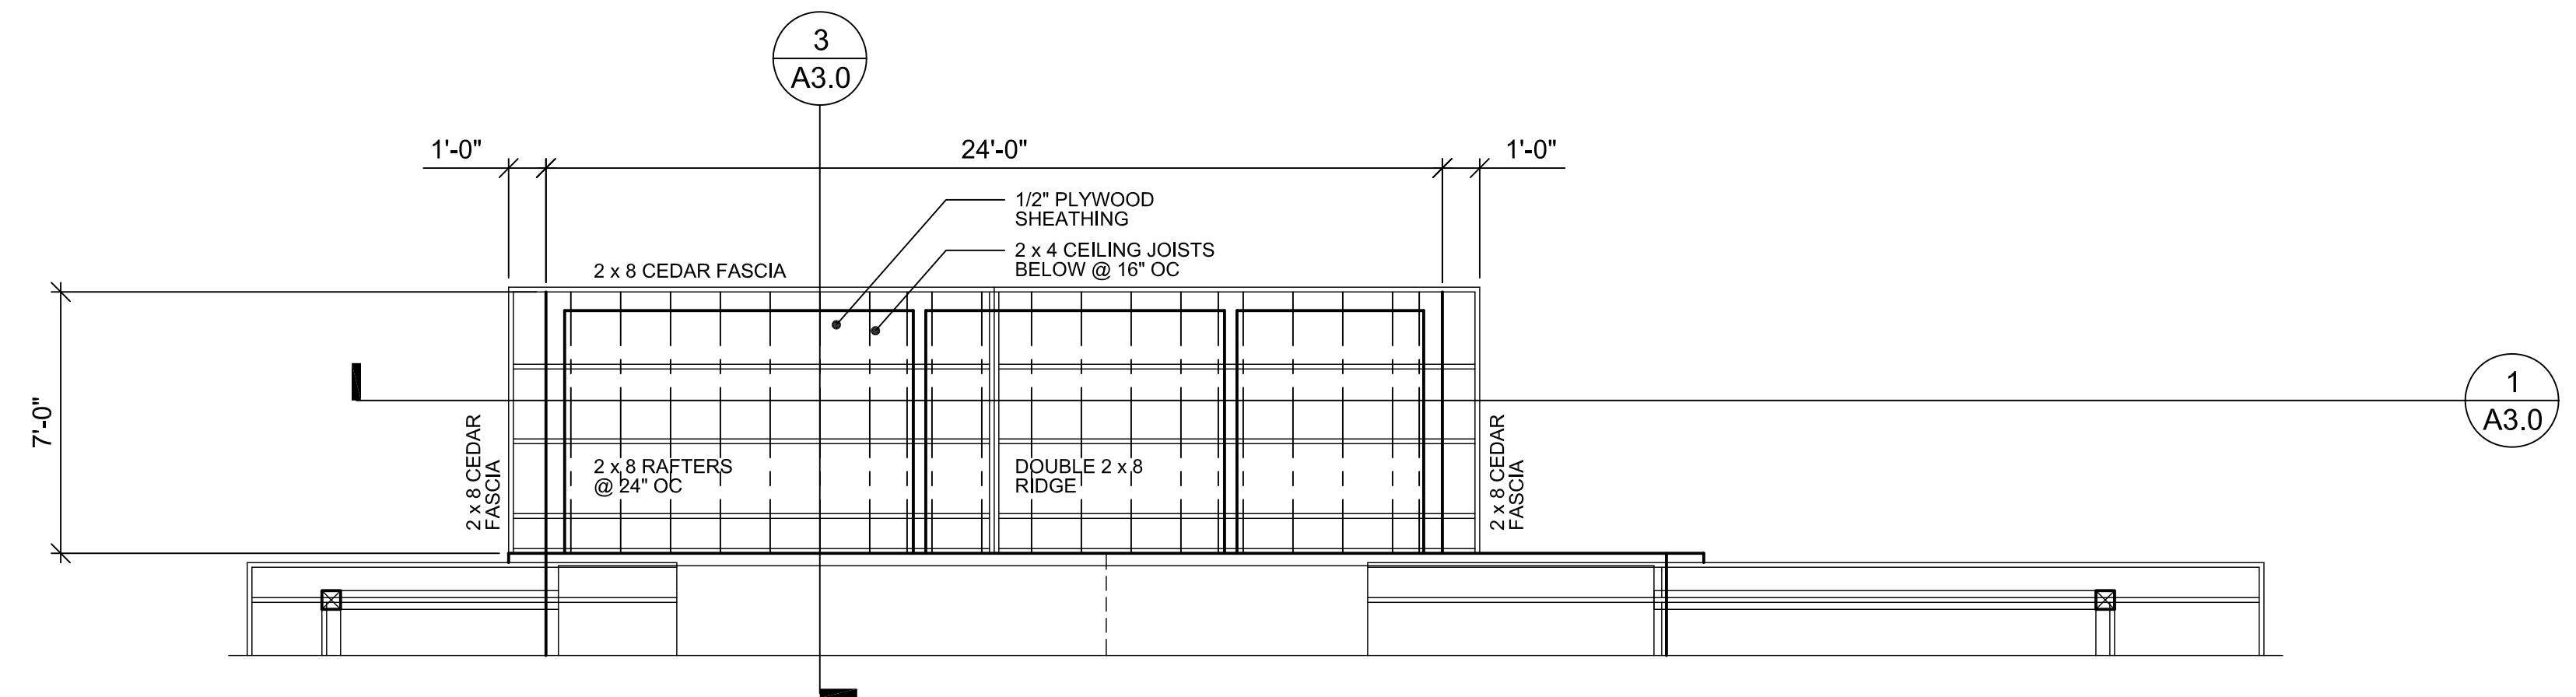 3
A3.0
1'-0"
24'-0"
1'-0"
1/2" PLYWOOD
SHEATHING
2 x 4 CEILING JOISTS
BELOW @ 16" OC
2 x 8 CEDAR FASCIA
7'-0"
1
A3.0
2 x 8 CEDAR
FASCIA
2 x 8 RAFTERS
@ 24" OC
DOUBLE 2 x 8
RIDGE
2 x 8 CEDAR
FASCIA